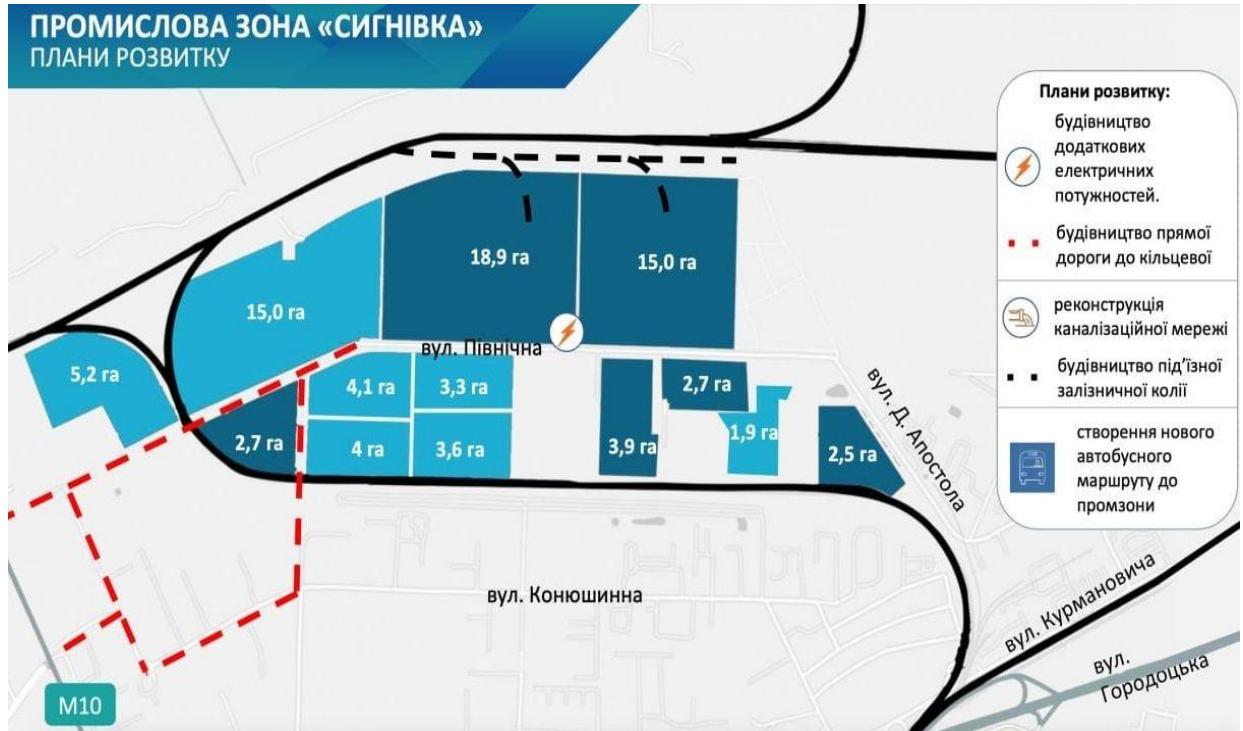 ПРОМИСЛОВА ЗОНА «СИГНІВКА»
ПЛАНИ РОЗВИТКУ
Плани розвитку:
будівництво
додаткових
електричних
потужностей.
будівництво прямої
дороги до кільцевої
реконструкція
каналізаційної мережі
будівництво під’їзної
залізничної колії
створення нового
автобусного
маршруту до
промзони
18,9 га
15,0 га
15,0 га
вул. Північна
5,2 га
4,1 га
3,3 га
2,7 га
2,7 га
4 га
3,6 га
3,9 га
1,9 га
2,5 га
вул. Д. Апостола
вул. Конюшинна
вул. Курмановича
вул.
Городоцька
М10